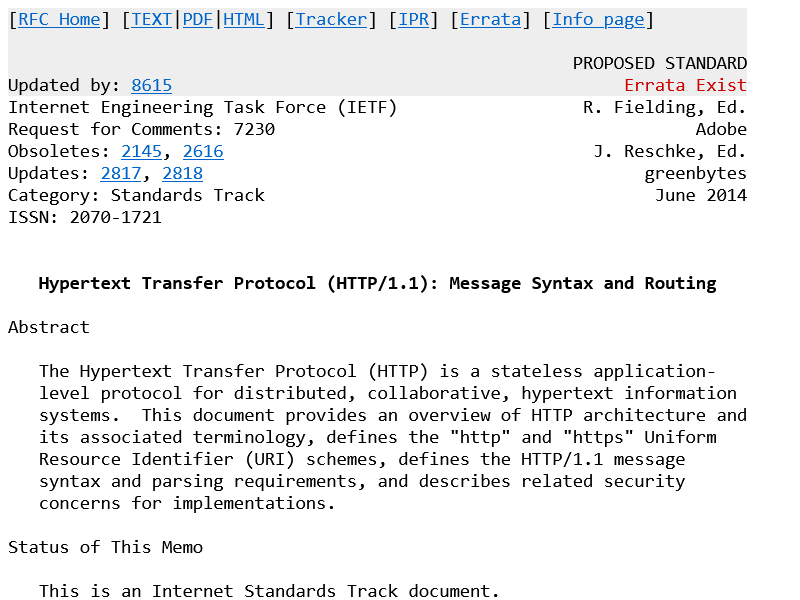 [RFC Home] [TEXT|PDF|HTML] [Tracker] [IPR] [Errata] [Info page]
PROPOSED STANDARD
Updated by: 8615 Errata Exist
Internet Engineering Task Force (IETF) R. Fielding, Ed.
Request for Comments: 7230 Adobe
Obsoletes: 2145, 2616 J. Reschke, Ed.
Updates: 2817, 2818 greenbytes
Category: Standards Track June 2014
ISSN: 2070-1721
Hypertext Transfer Protocol (HTTP/1.1): Message Syntax and Routing
Abstract
The Hypertext Transfer Protocol (HTTP) is a stateless application-
level protocol for distributed, collaborative, hypertext information
systems.  This document provides an overview of HTTP architecture and
its associated terminology, defines the "http" and "https" Uniform
Resource Identifier (URI) schemes, defines the HTTP/1.1 message
syntax and parsing requirements, and describes related security
concerns for implementations.
Status of This Memo
This is an Internet Standards Track document.